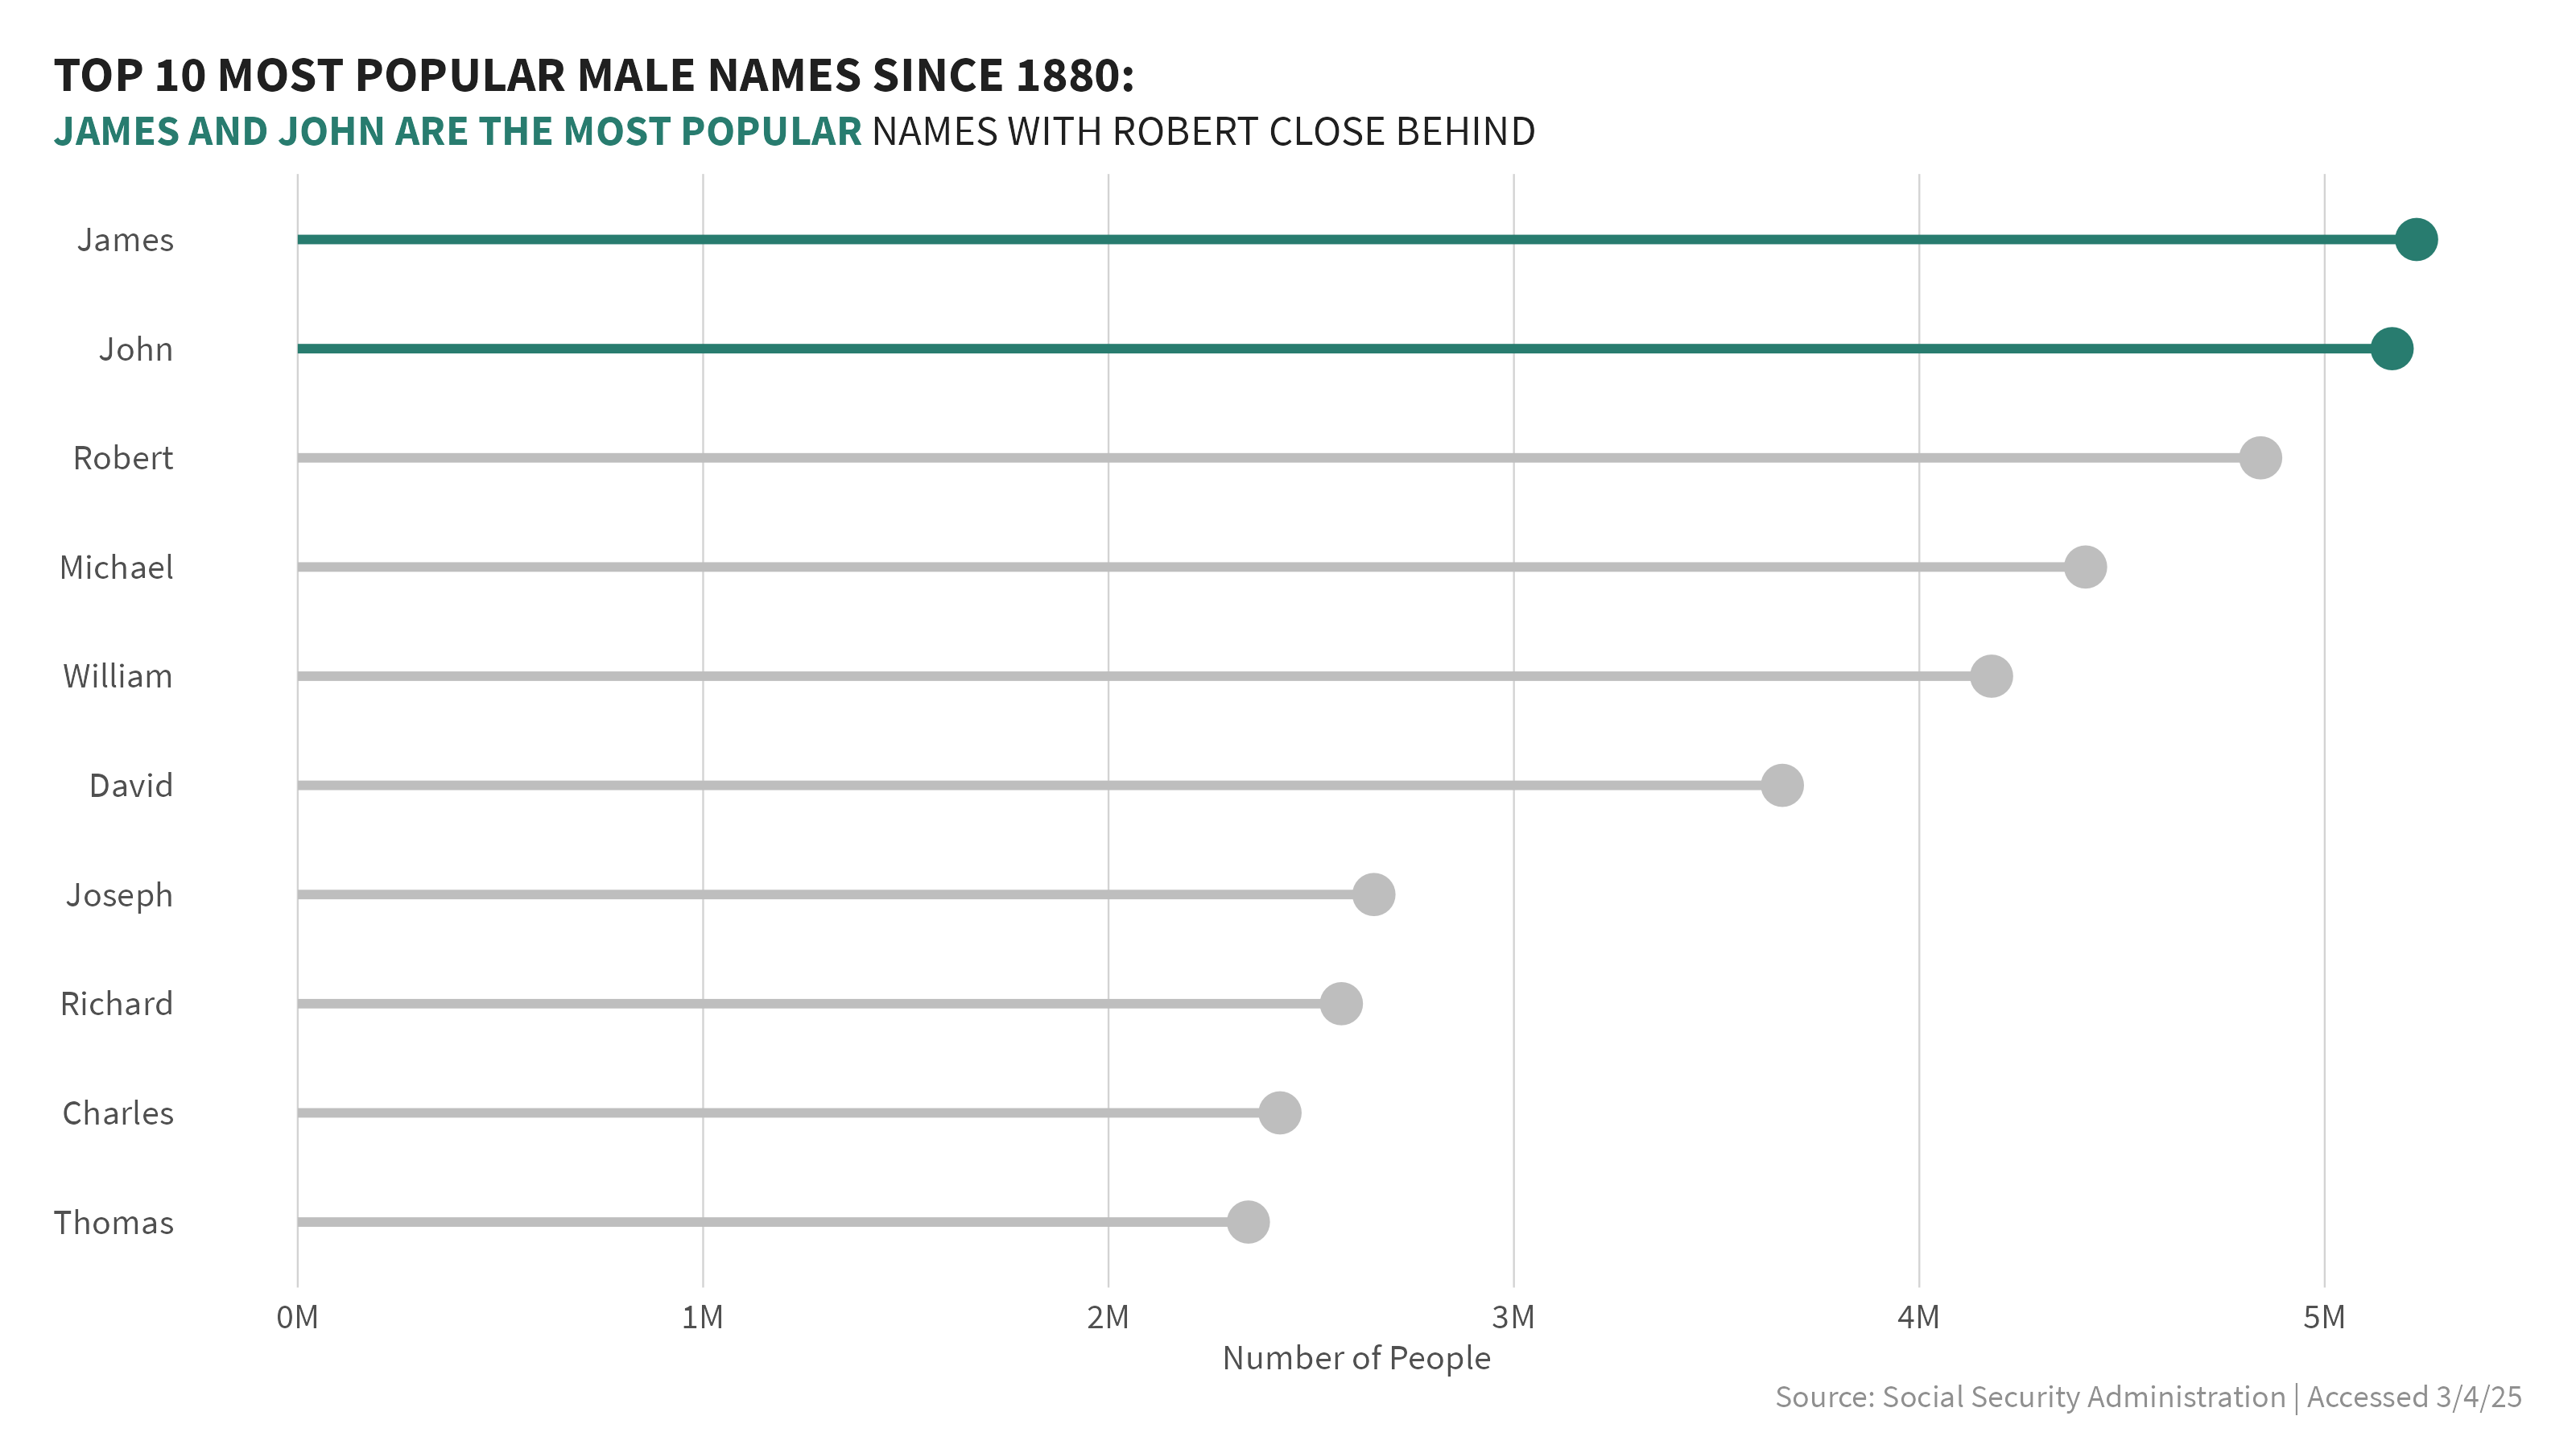 TOP 10 MOST POPULAR MALE NAMES SINCE 1880:
JAMES AND JOHN ARE THE MOST POPULAR NAMES WITH ROBERT CLOSE BEHIND
James
John
Robert
Michael
William
David
Joseph
Richard
Charles
Thomas
0M 1M 2M 3M 4M 5M
Number of People
Source: Social Security Administration | Accessed 3/4/25